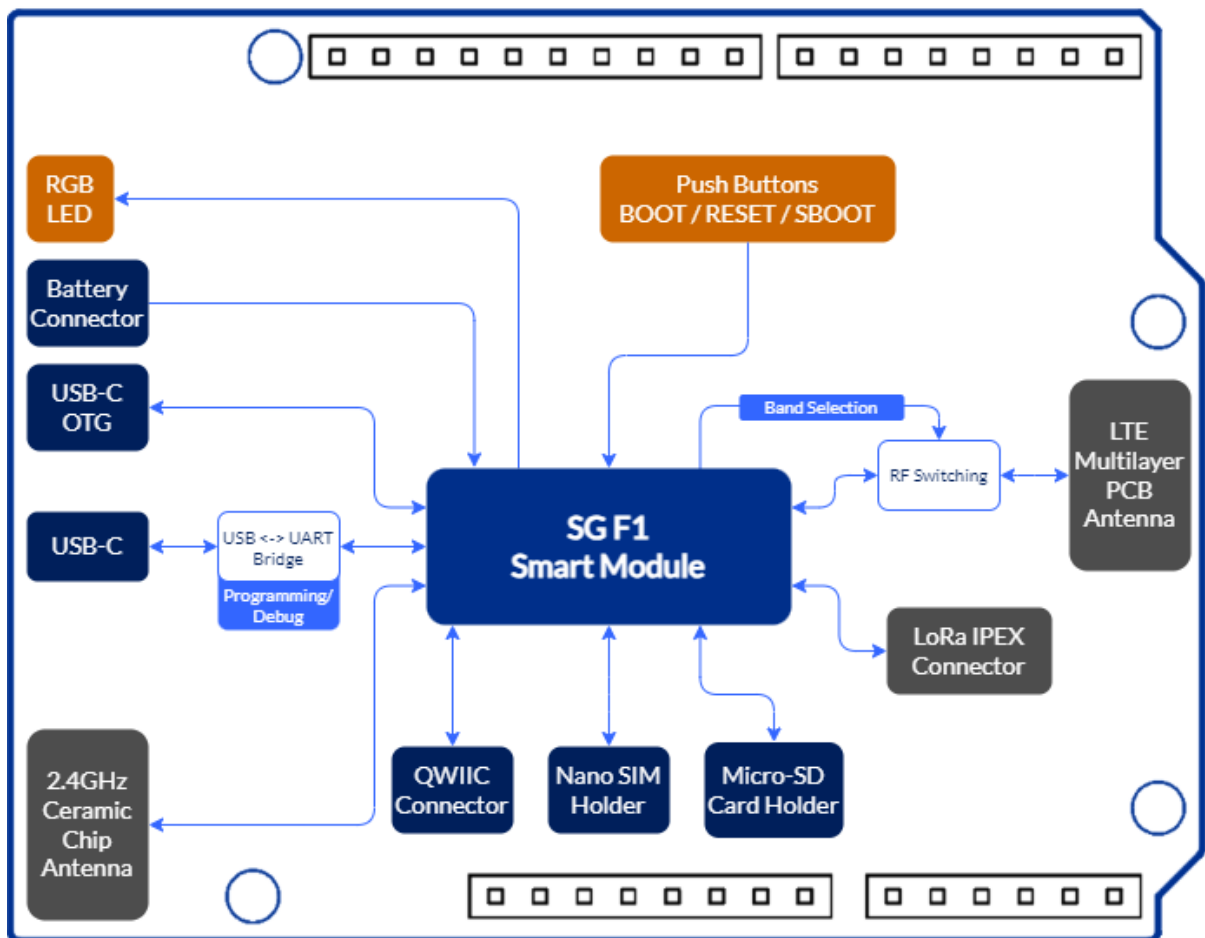 RGB
LED
Push Buttons
BOOT / RESET / SBOOT
Battery
Connector
USB-C
OTG
Band Selection
RF Switching
LTE
Multilayer
PCB
Antenna
SG F1
Smart Module
USB-C
USB <-> UART
Bridge
Programming/
Debug
LoRa IPEX
Connector
2.4GHz
Ceramic
Chip
Antenna
QWIIC
Connector
Nano SIM
Holder
Micro-SD
Card Holder